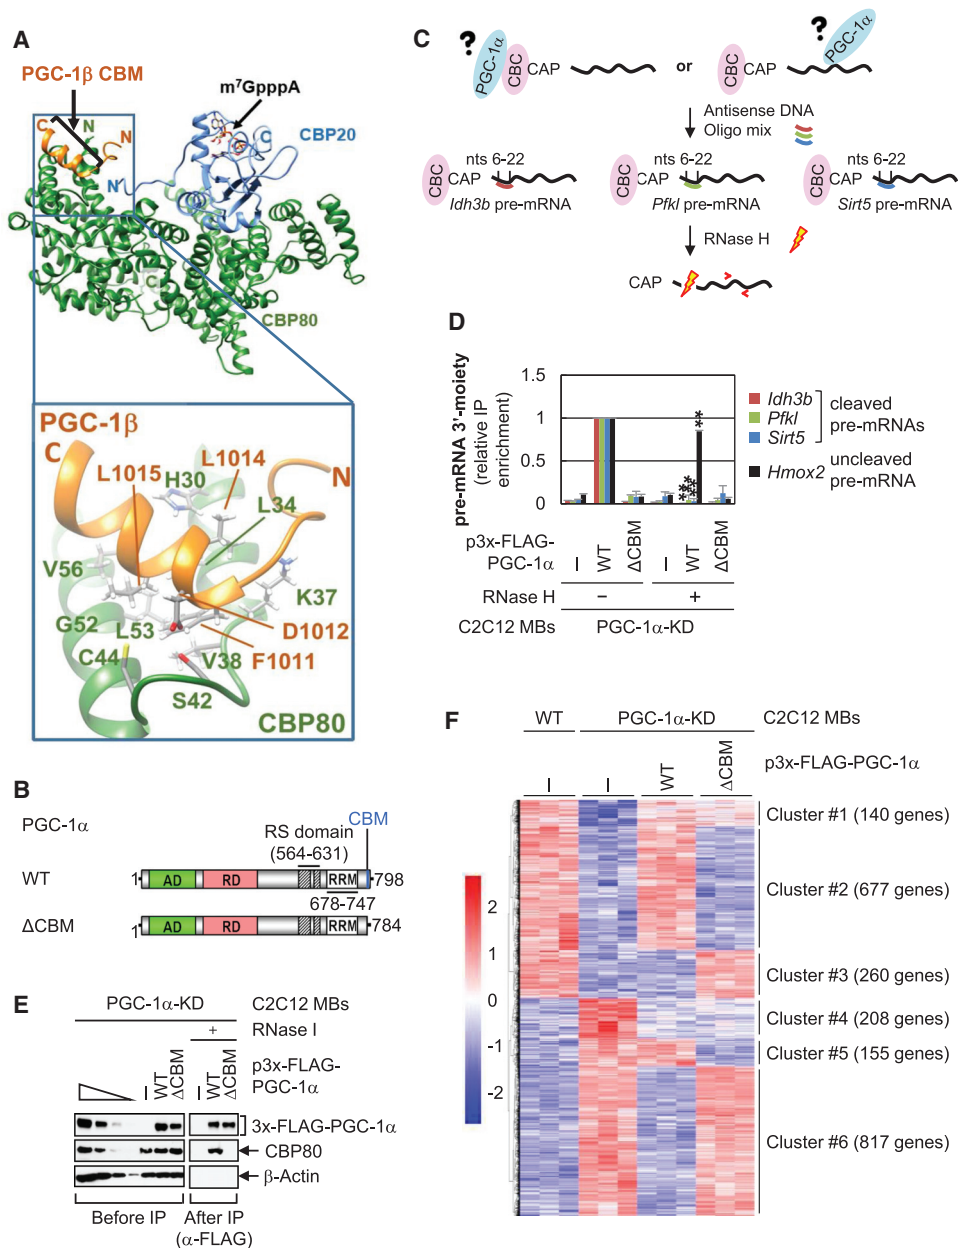 A
PGC-1β CBM
m⁷GpppA
C
N
N
C
CBP20
N
C
CBP80
PGC-1β
C
L1015
L1014
H30
N
L34
V56
K37
G52
L53
D1012
C44
V38
F1011
S42
CBP80
B
PGC-1α
CBM
RS domain
(564-631)
WT
1
AD
RD
RRM
798
678-747
ΔCBM
1
AD
RD
RRM
784
C
?
PGC-1α
CBC
CAP
or
?
PGC-1α
CBC
CAP
Antisense DNA
Oligo mix
CBC
CAP
nts 6-22
Idh3b pre-mRNA
CBC
CAP
nts 6-22
Pfkl pre-mRNA
CBC
CAP
nts 6-22
Sirt5 pre-mRNA
RNase H
CAP
D
pre-mRNA 3'-moiety
(relative IP
enrichment)
1.5
1
0.5
0
**
**
**
**
Idh3b
Pfkl
Sirt5
cleaved
pre-mRNAs
Hmox2
uncleaved
pre-mRNA
p3x-FLAG-
PGC-1α
– WT ΔCBM – WT ΔCBM
RNase H
– +
C2C12 MBs
PGC-1α-KD
E
PGC-1α-KD
C2C12 MBs
+
RNase I
– WT ΔCBM – WT ΔCBM
p3x-FLAG-
PGC-1α
3x-FLAG-PGC-1α
CBP80
β-Actin
Before IP
After IP
(α-FLAG)
F
WT
PGC-1α-KD
C2C12 MBs
– – WT ΔCBM
p3x-FLAG-PGC-1α
2
1
0
-1
-2
Cluster #1 (140 genes)
Cluster #2 (677 genes)
Cluster #3 (260 genes)
Cluster #4 (208 genes)
Cluster #5 (155 genes)
Cluster #6 (817 genes)